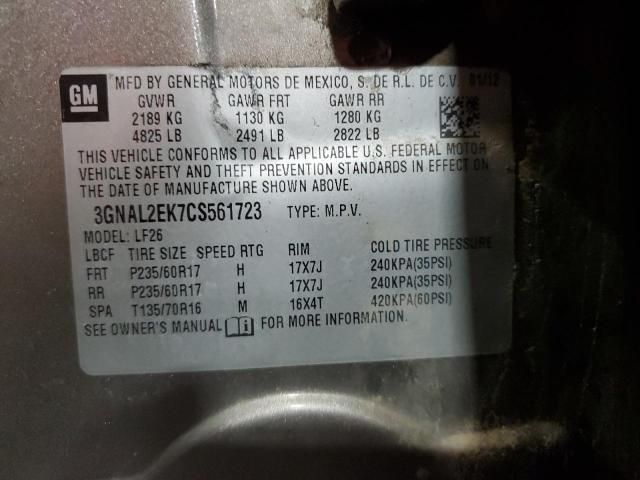 GM
MFD BY GENERAL MOTORS DE MEXICO, S. DE R.L. DE C.V. 01/12
GVWR GAWR FRT GAWR RR
2189 KG 1130 KG 1280 KG
4825 LB 2491 LB 2822 LB
THIS VEHICLE CONFORMS TO ALL APPLICABLE U.S. FEDERAL MOTOR
VEHICLE SAFETY AND THEFT PREVENTION STANDARDS IN EFFECT ON
THE DATE OF MANUFACTURE SHOWN ABOVE.
3GNAL2EK7CS561723 TYPE: M.P.V.
MODEL: LF26
LBCF TIRE SIZE SPEED RTG RIM COLD TIRE PRESSURE
FRT P235/60R17 H 17X7J 240KPA(35PSI)
RR P235/60R17 H 17X7J 240KPA(35PSI)
SPA T135/70R16 M 16X4T 420KPA(60PSI)
SEE OWNER'S MANUAL FOR MORE INFORMATION.